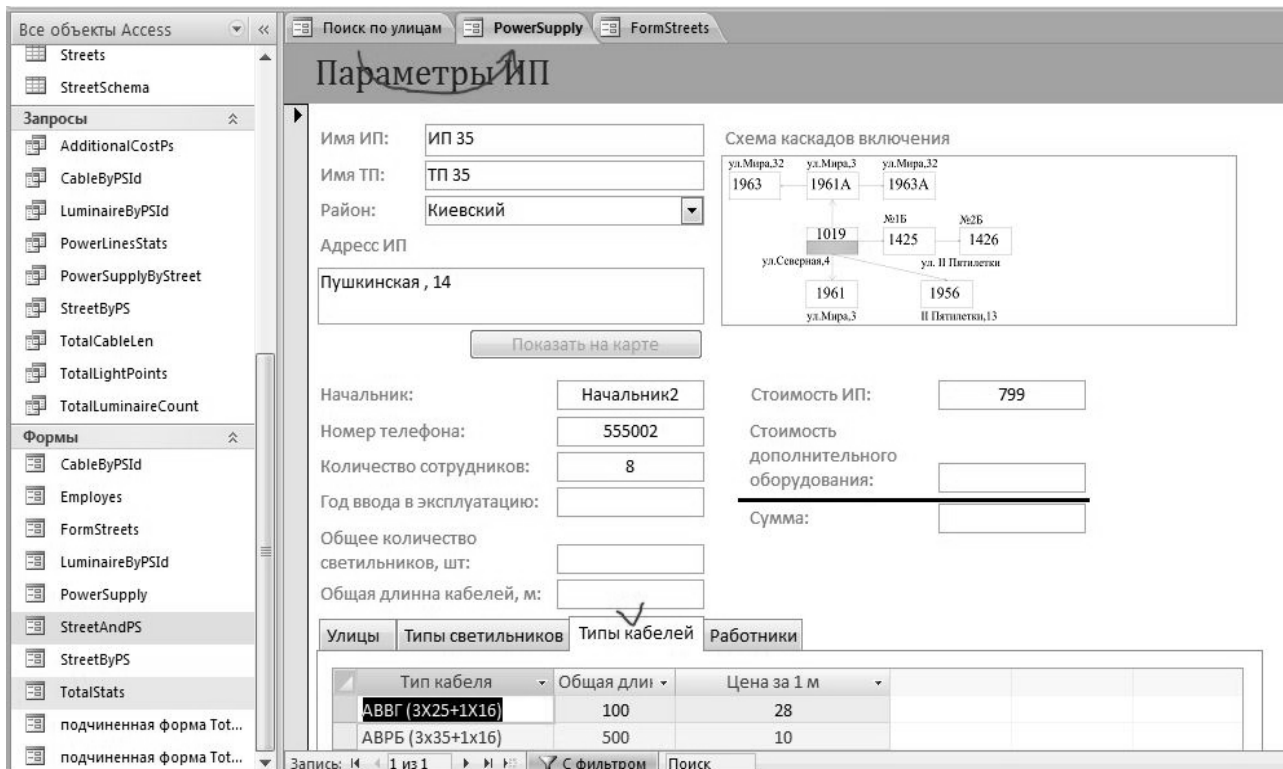 Все объекты Access
Streets
StreetSchema
Запросы
AdditionalCostPs
CableByPSId
LuminaireByPSId
PowerLinesStats
PowerSupplyByStreet
StreetByPS
TotalCableLen
TotalLightPoints
TotalLuminaireCount
Формы
CableByPSId
Employes
FormStreets
LuminaireByPSId
PowerSupply
StreetAndPS
StreetByPS
TotalStats
подчиненная форма Tot...
подчиненная форма Tot...
Поиск по улицам PowerSupply FormStreets
Параметры ИП
Имя ИП: ИП 35
Имя ТП: ТП 35
Район: Киевский
Адресс ИП
Пушкинская , 14
Показать на карте
Схема каскадов включения
ул.Мира,32 ул.Мира,3 ул.Мира,32
1963 1961А 1963А
№1Б №2Б
1019 1425 1426
ул.Северная,4 ул. II Пятилетки
1961 1956
ул.Мира,3 II Пятилетки,13
Начальник: Начальник2
Номер телефона: 555002
Количество сотрудников: 8
Год ввода в эксплуатацию:
Общее количество
светильников, шт:
Общая длинна кабелей, м:
Стоимость ИП: 799
Стоимость
дополнительного
оборудования:
Сумма:
Улицы Типы светильников Типы кабелей Работники
Тип кабеля Общая длин Цена за 1 м
АВВГ (3X25+1X16) 100 28
АВРБ (3х35+1х16) 500 10
Запись: 1 из 1 С фильтром Поиск